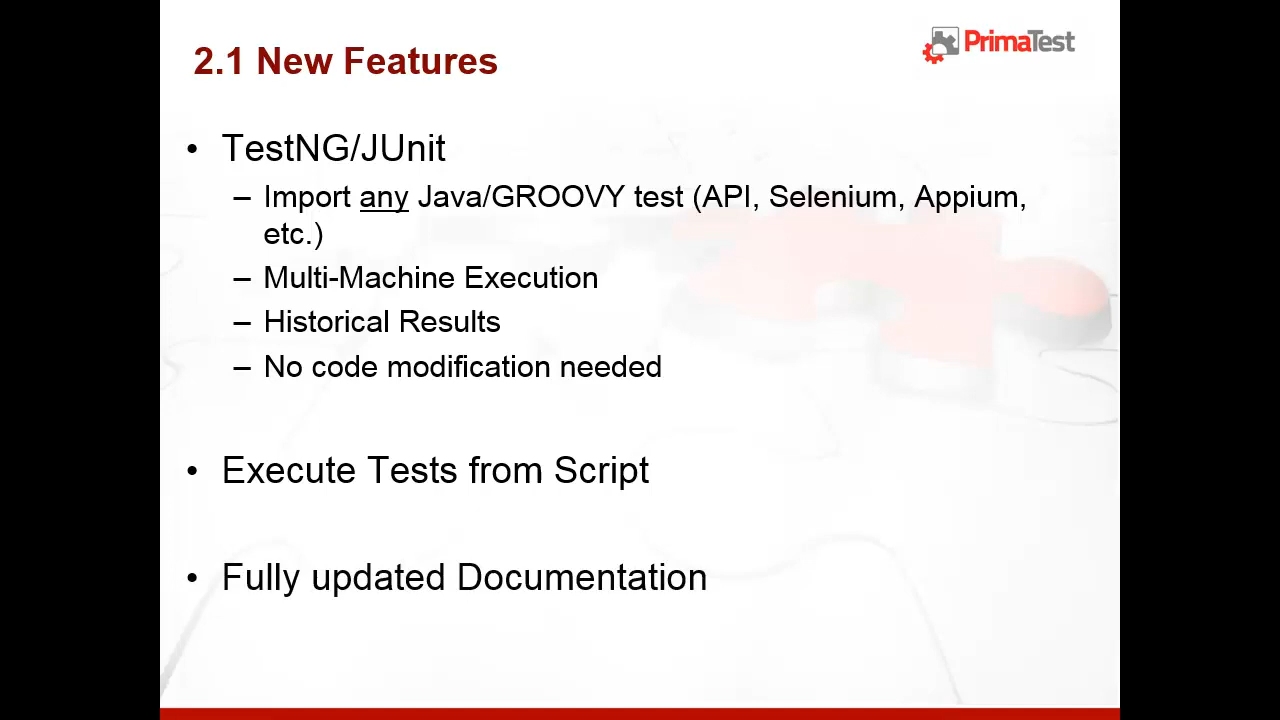 2.1 New Features
PrimaTest
• TestNG/JUnit
– Import any Java/GROOVY test (API, Selenium, Appium,
etc.)
– Multi-Machine Execution
– Historical Results
– No code modification needed
• Execute Tests from Script
• Fully updated Documentation